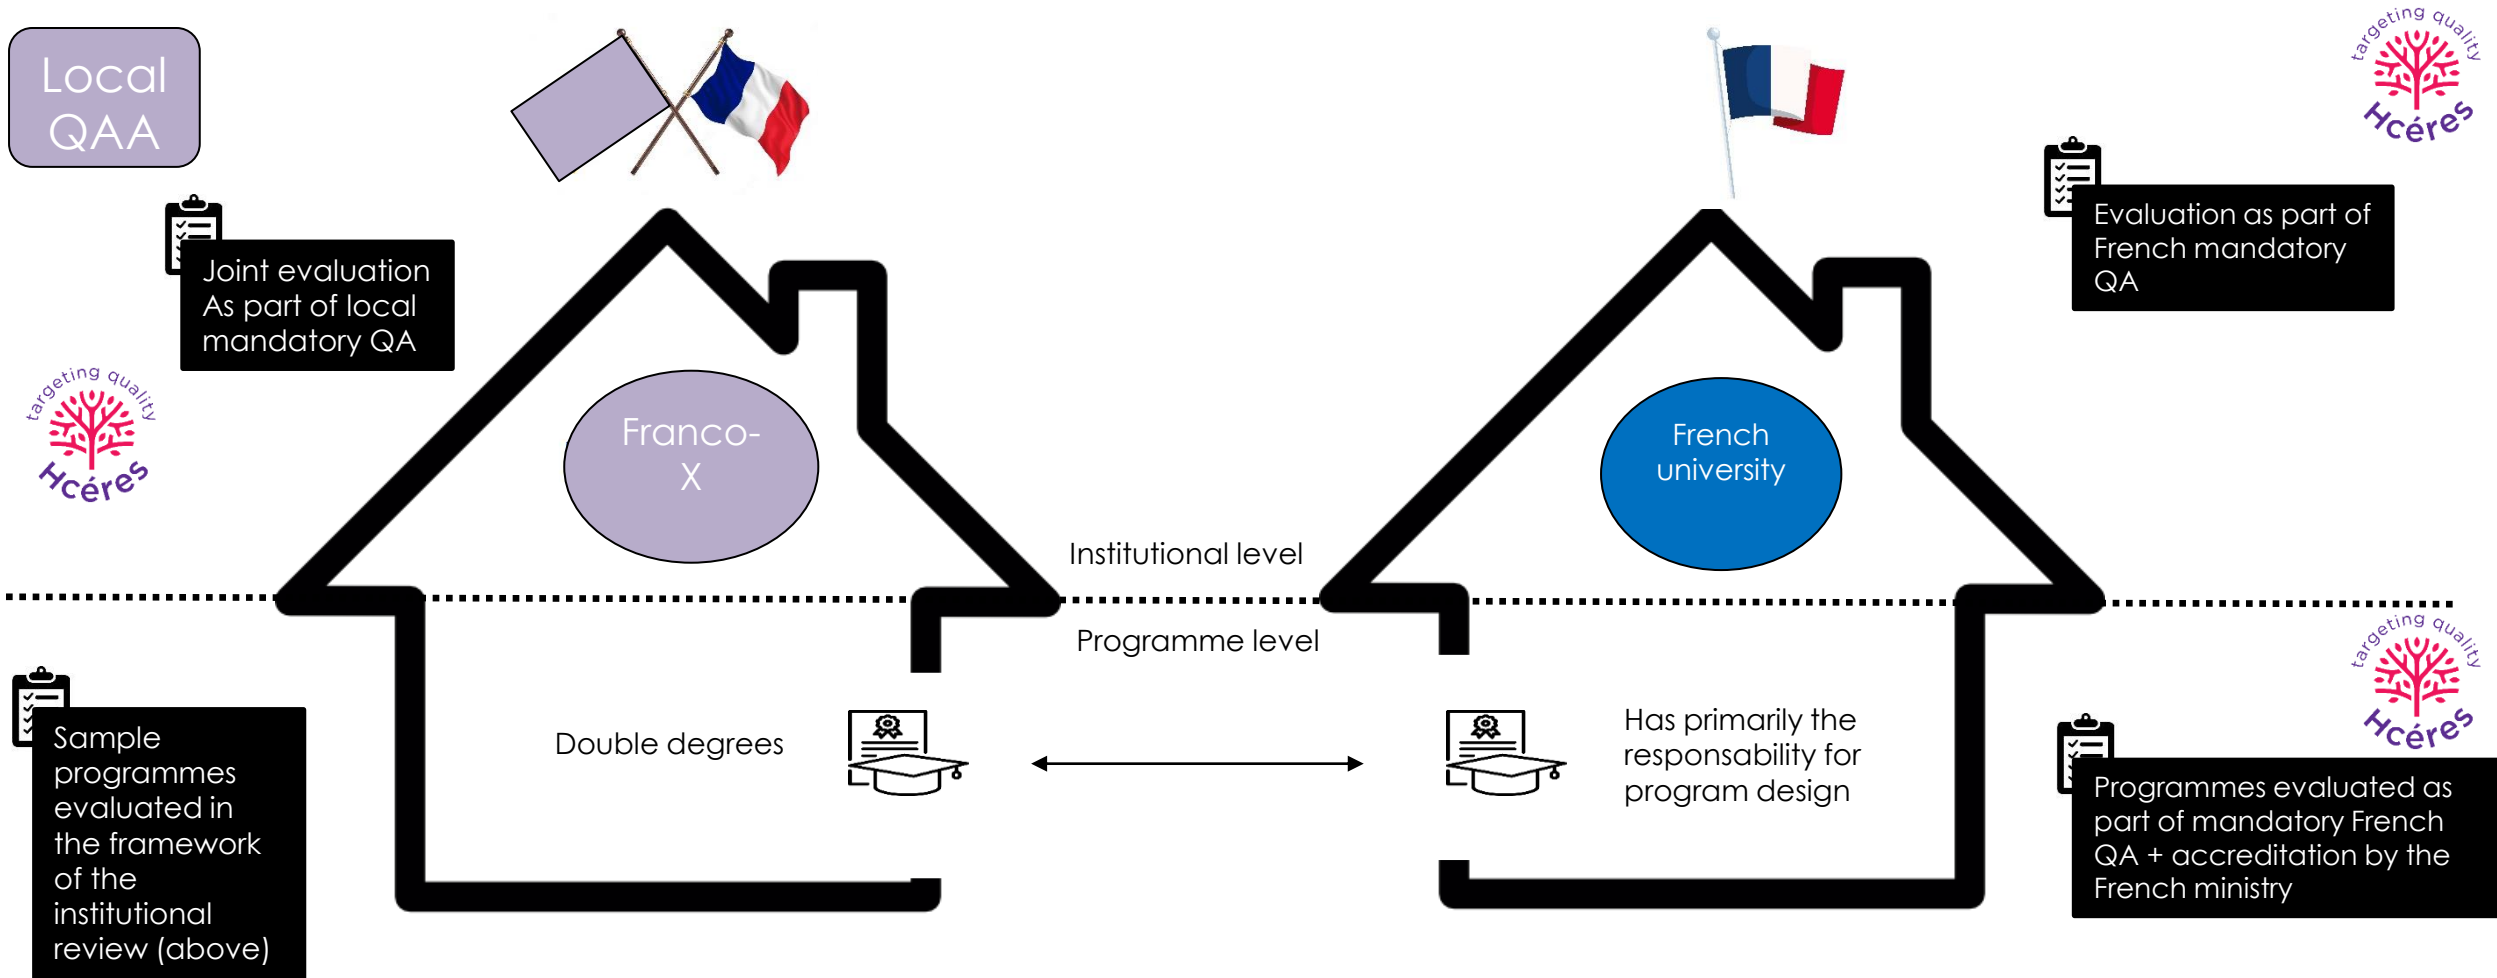 Local
QAA
targeting quality
Hcéres
Joint evaluation
As part of local
mandatory QA
Evaluation as part of
French mandatory
QA
targeting quality
Hcéres
Franco-
X
French
university
Institutional level
Programme level
targeting quality
Hcéres
Sample
programmes
evaluated in
the framework
of the
institutional
review (above)
Double degrees
Has primarily the
responsability for
program design
Programmes evaluated as
part of mandatory French
QA + accreditation by the
French ministry